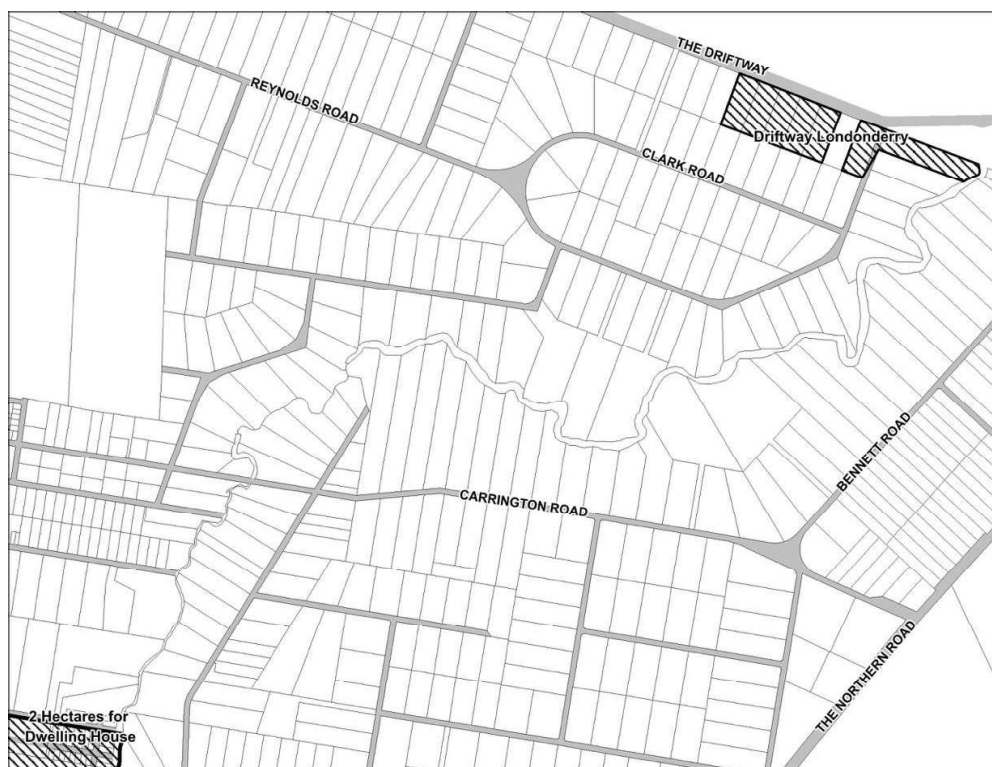 THE DRIFTWAY
REYNOLDS ROAD
Driftway Londonderry
CLARK ROAD
BENNETT ROAD
CARRINGTON ROAD
THE NORTHERN ROAD
2 Hectares for
Dwelling House